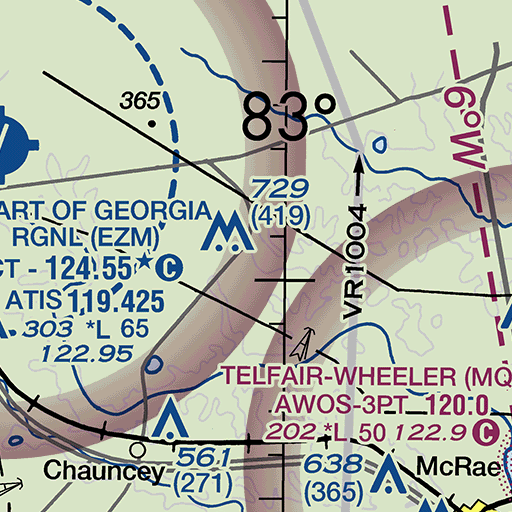 365
83°
6°W
729
(419)
ART OF GEORGIA
RGNL (EZM)
CT - 124.55 * C
ATIS 119.425
303 *L 65
122.95
VR1004
TELFAIR-WHEELER (MQ
AWOS-3PT 120.0
202 *L 50 122.9 C
Chauncey
561
(271)
638
(365)
McRae